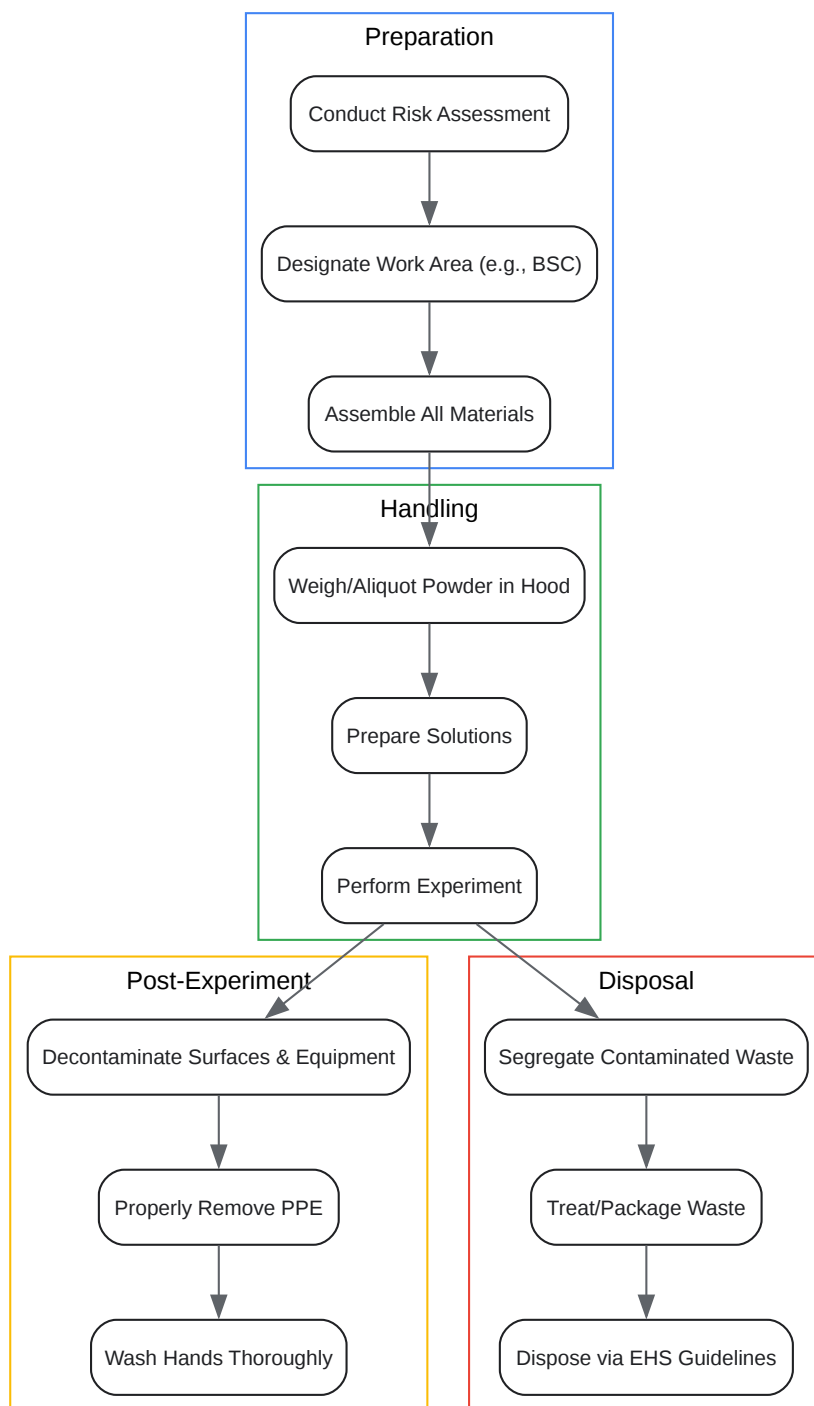 Preparation
Conduct Risk Assessment
Designate Work Area (e.g., BSC)
Assemble All Materials
Handling
Weigh/Aliquot Powder in Hood
Prepare Solutions
Perform Experiment
Post-Experiment
Decontaminate Surfaces & Equipment
Properly Remove PPE
Wash Hands Thoroughly
Disposal
Segregate Contaminated Waste
Treat/Package Waste
Dispose via EHS Guidelines